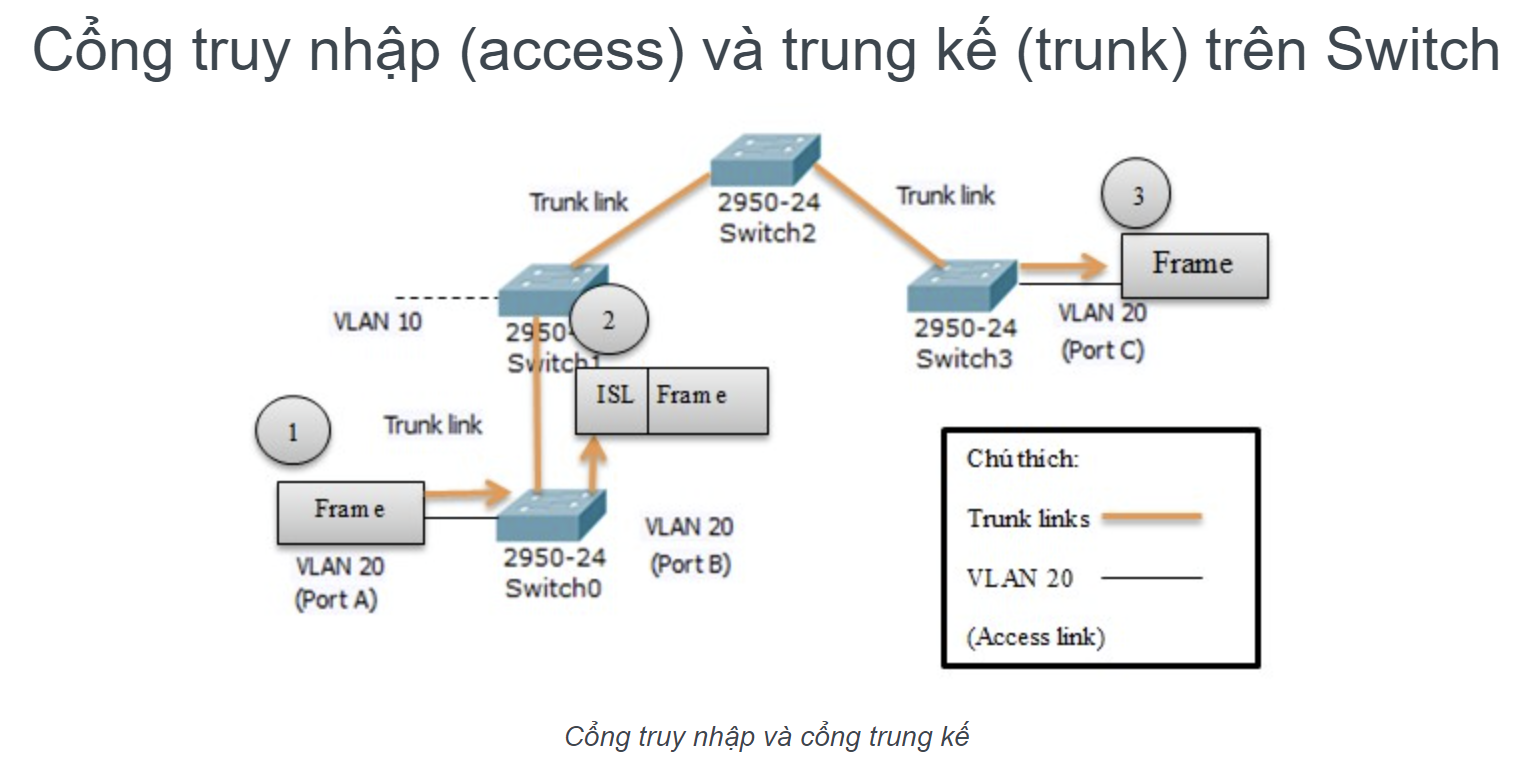 Cổng truy nhập (access) và trung kế (trunk) trên Switch
Trunk link
2950-24
Switch2
Trunk link
3
Frame
VLAN 10
2950-
Switch1
2
2950-24
Switch3
VLAN 20
(Port C)
ISL
Frame
1
Trunk link
Frame
VLAN 20
(Port A)
2950-24
Switch0
VLAN 20
(Port B)
Chú thích:
Trunk links
VLAN 20
(Access link)
Cổng truy nhập và cổng trung kế